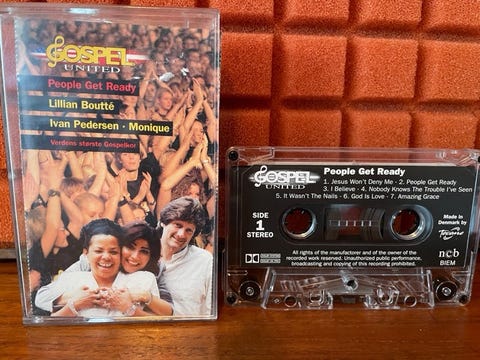 GOSPEL
UNITED
People Get Ready
Lillian Boutté
Ivan Pedersen · Monique
Verdens største Gospelkor
GOSPEL
UNITED
People Get Ready
1. Jesus Won't Deny Me - 2. People Get Ready
3. I Believe - 4. Nobody Knows The Trouble I've Seen
5. It Wasn't The Nails - 6. God Is Love - 7. Amazing Grace
SIDE
1
STEREO
Made in
Denmark by
ncb
BIEM
All rights of the manufacturer and of the owner of the
recorded work reserved. Unauthorized public performance,
broadcasting and copying of this recording prohibited.